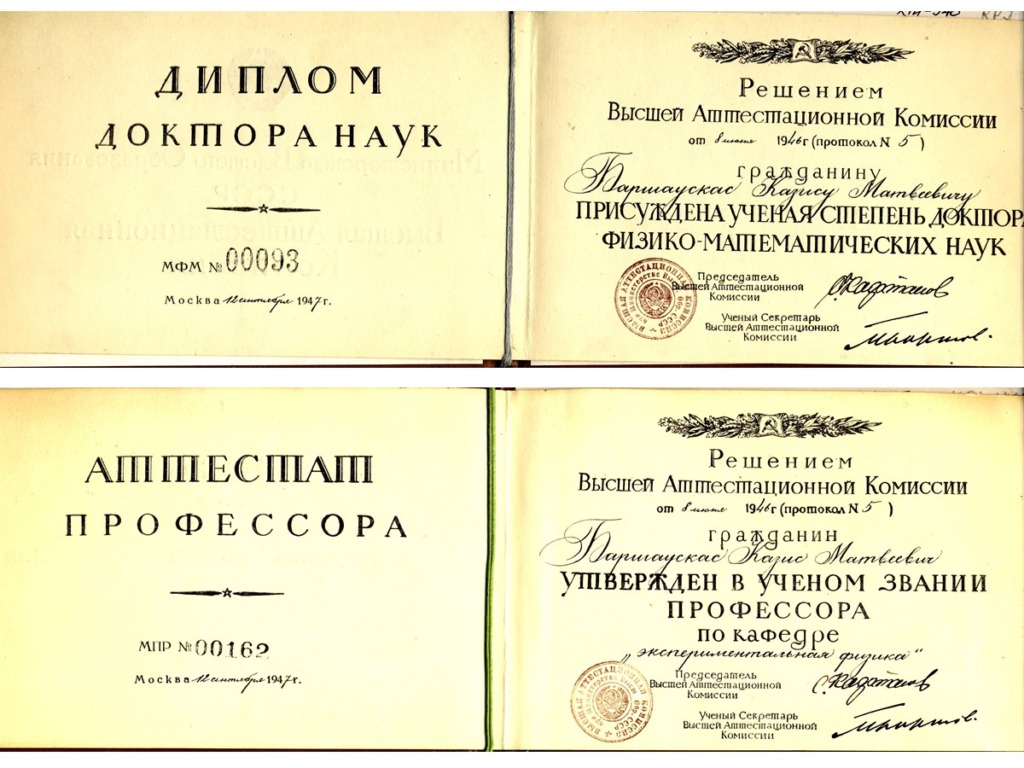 ДИПЛОМ
ДОКТОРА НАУК
МФМ № 00093
Москва 12 сентября 1947 г.
Решением
Высшей Аттестационной Комиссии
от 8 июня 1946 г (протокол N 5)
гражданину
Баршаускас Казису Матвеевичу
ПРИСУЖДЕНА УЧЕНАЯ СТЕПЕНЬ ДОКТОРА
ФИЗИКО-МАТЕМАТИЧЕСКИХ НАУК
Председатель
Высшей Аттестационной
Комиссии
Ученый Секретарь
Высшей Аттестационной
Комиссии
АТТЕСТАТ
ПРОФЕССОРА
МПР № 00162
Москва 12 сентября 1947 г.
Решением
Высшей Аттестационной Комиссии
от 8 июня 1946 г (протокол N 5)
гражданин
Баршаускас Казис Матвеевич
УТВЕРЖДЕН В УЧЕНОМ ЗВАНИИ
ПРОФЕССОРА
ПО КАФЕДРЕ
„экспериментальная физика"
Председатель
Высшей Аттестационной
Комиссии
Ученый Секретарь
Высшей Аттестационной
Комиссии